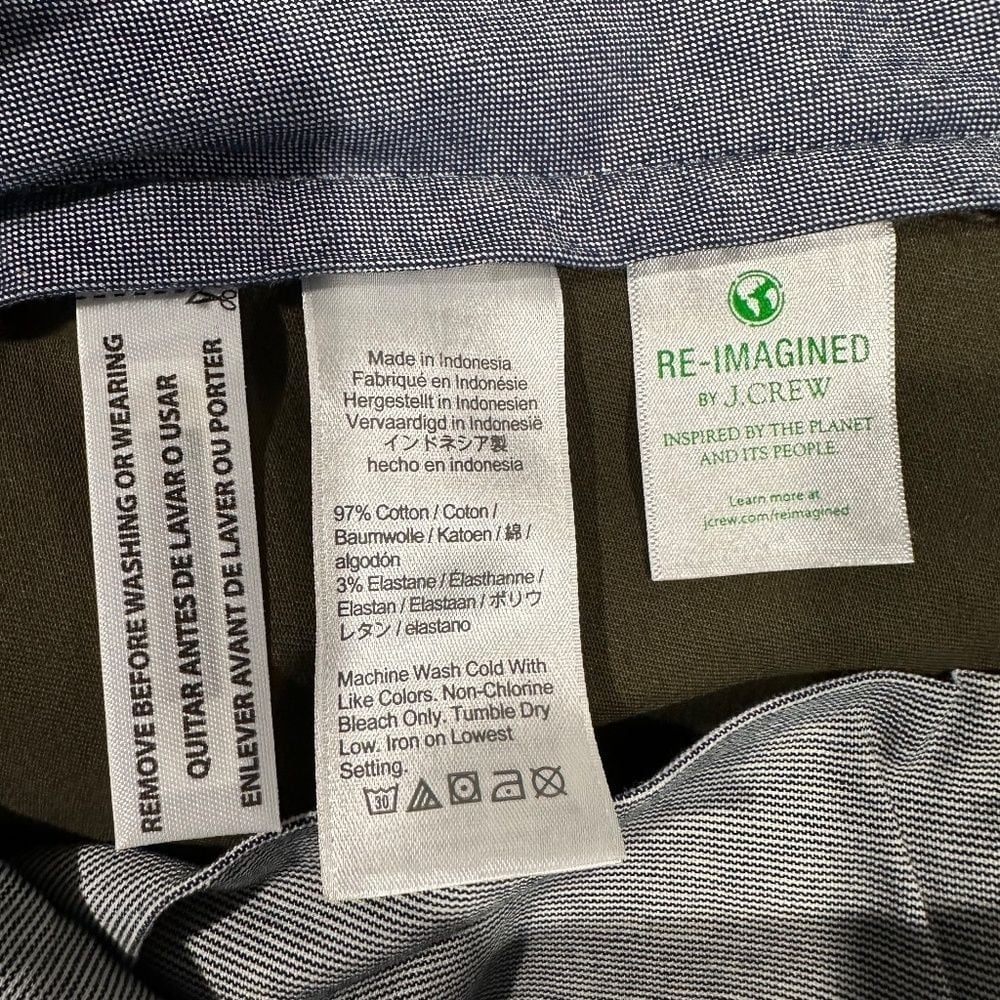 REMOVE BEFORE WASHING OR WEARING
QUITAR ANTES DE LAVAR O USAR
ENLEVER AVANT DE LAVER OU PORTER
Made in Indonesia
Fabriqué en Indonésie
Hergestellt in Indonesien
Vervaardigd in Indonesië
インドネシア製
hecho en indonesia
97% Cotton / Coton /
Baumwolle / Katoen / 綿 /
algodón
3% Elastane / Élasthanne /
Elastan / Elastaan / ポリウ
レタン / elastano
Machine Wash Cold With
Like Colors. Non-Chlorine
Bleach Only. Tumble Dry
Low. Iron on Lowest
Setting.
30
RE-IMAGINED
BY J.CREW
INSPIRED BY THE PLANET
AND ITS PEOPLE.
Learn more at
jcrew.com/reimagined